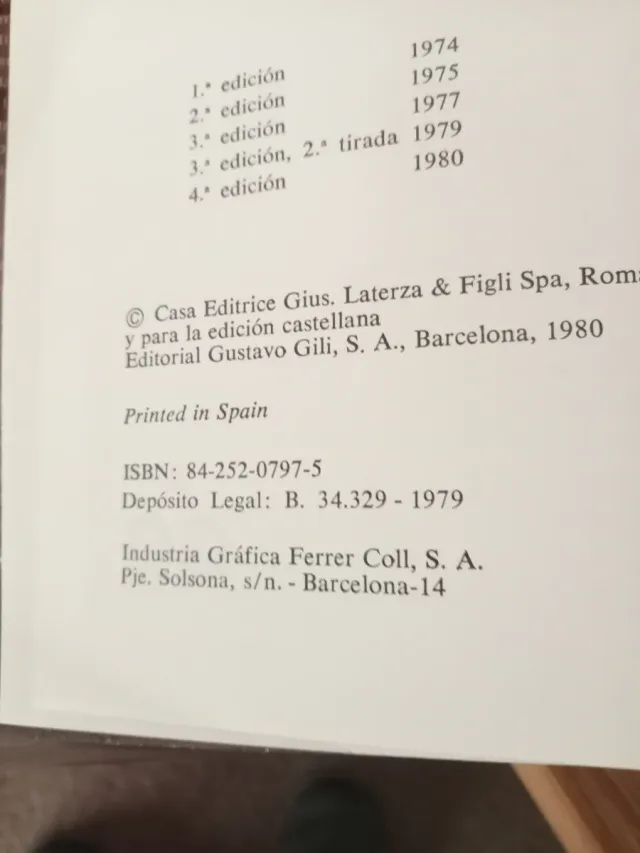 1.ª edición 1974
2.ª edición 1975
3.ª edición 1977
3.ª edición, 2.ª tirada 1979
4.ª edición 1980
© Casa Editrice Gius. Laterza & Figli Spa, Roma
y para la edición castellana
Editorial Gustavo Gili, S. A., Barcelona, 1980
Printed in Spain
ISBN: 84-252-0797-5
Depósito Legal: B. 34.329 - 1979
Industria Gráfica Ferrer Coll, S. A.
Pje. Solsona, s/n. - Barcelona-14